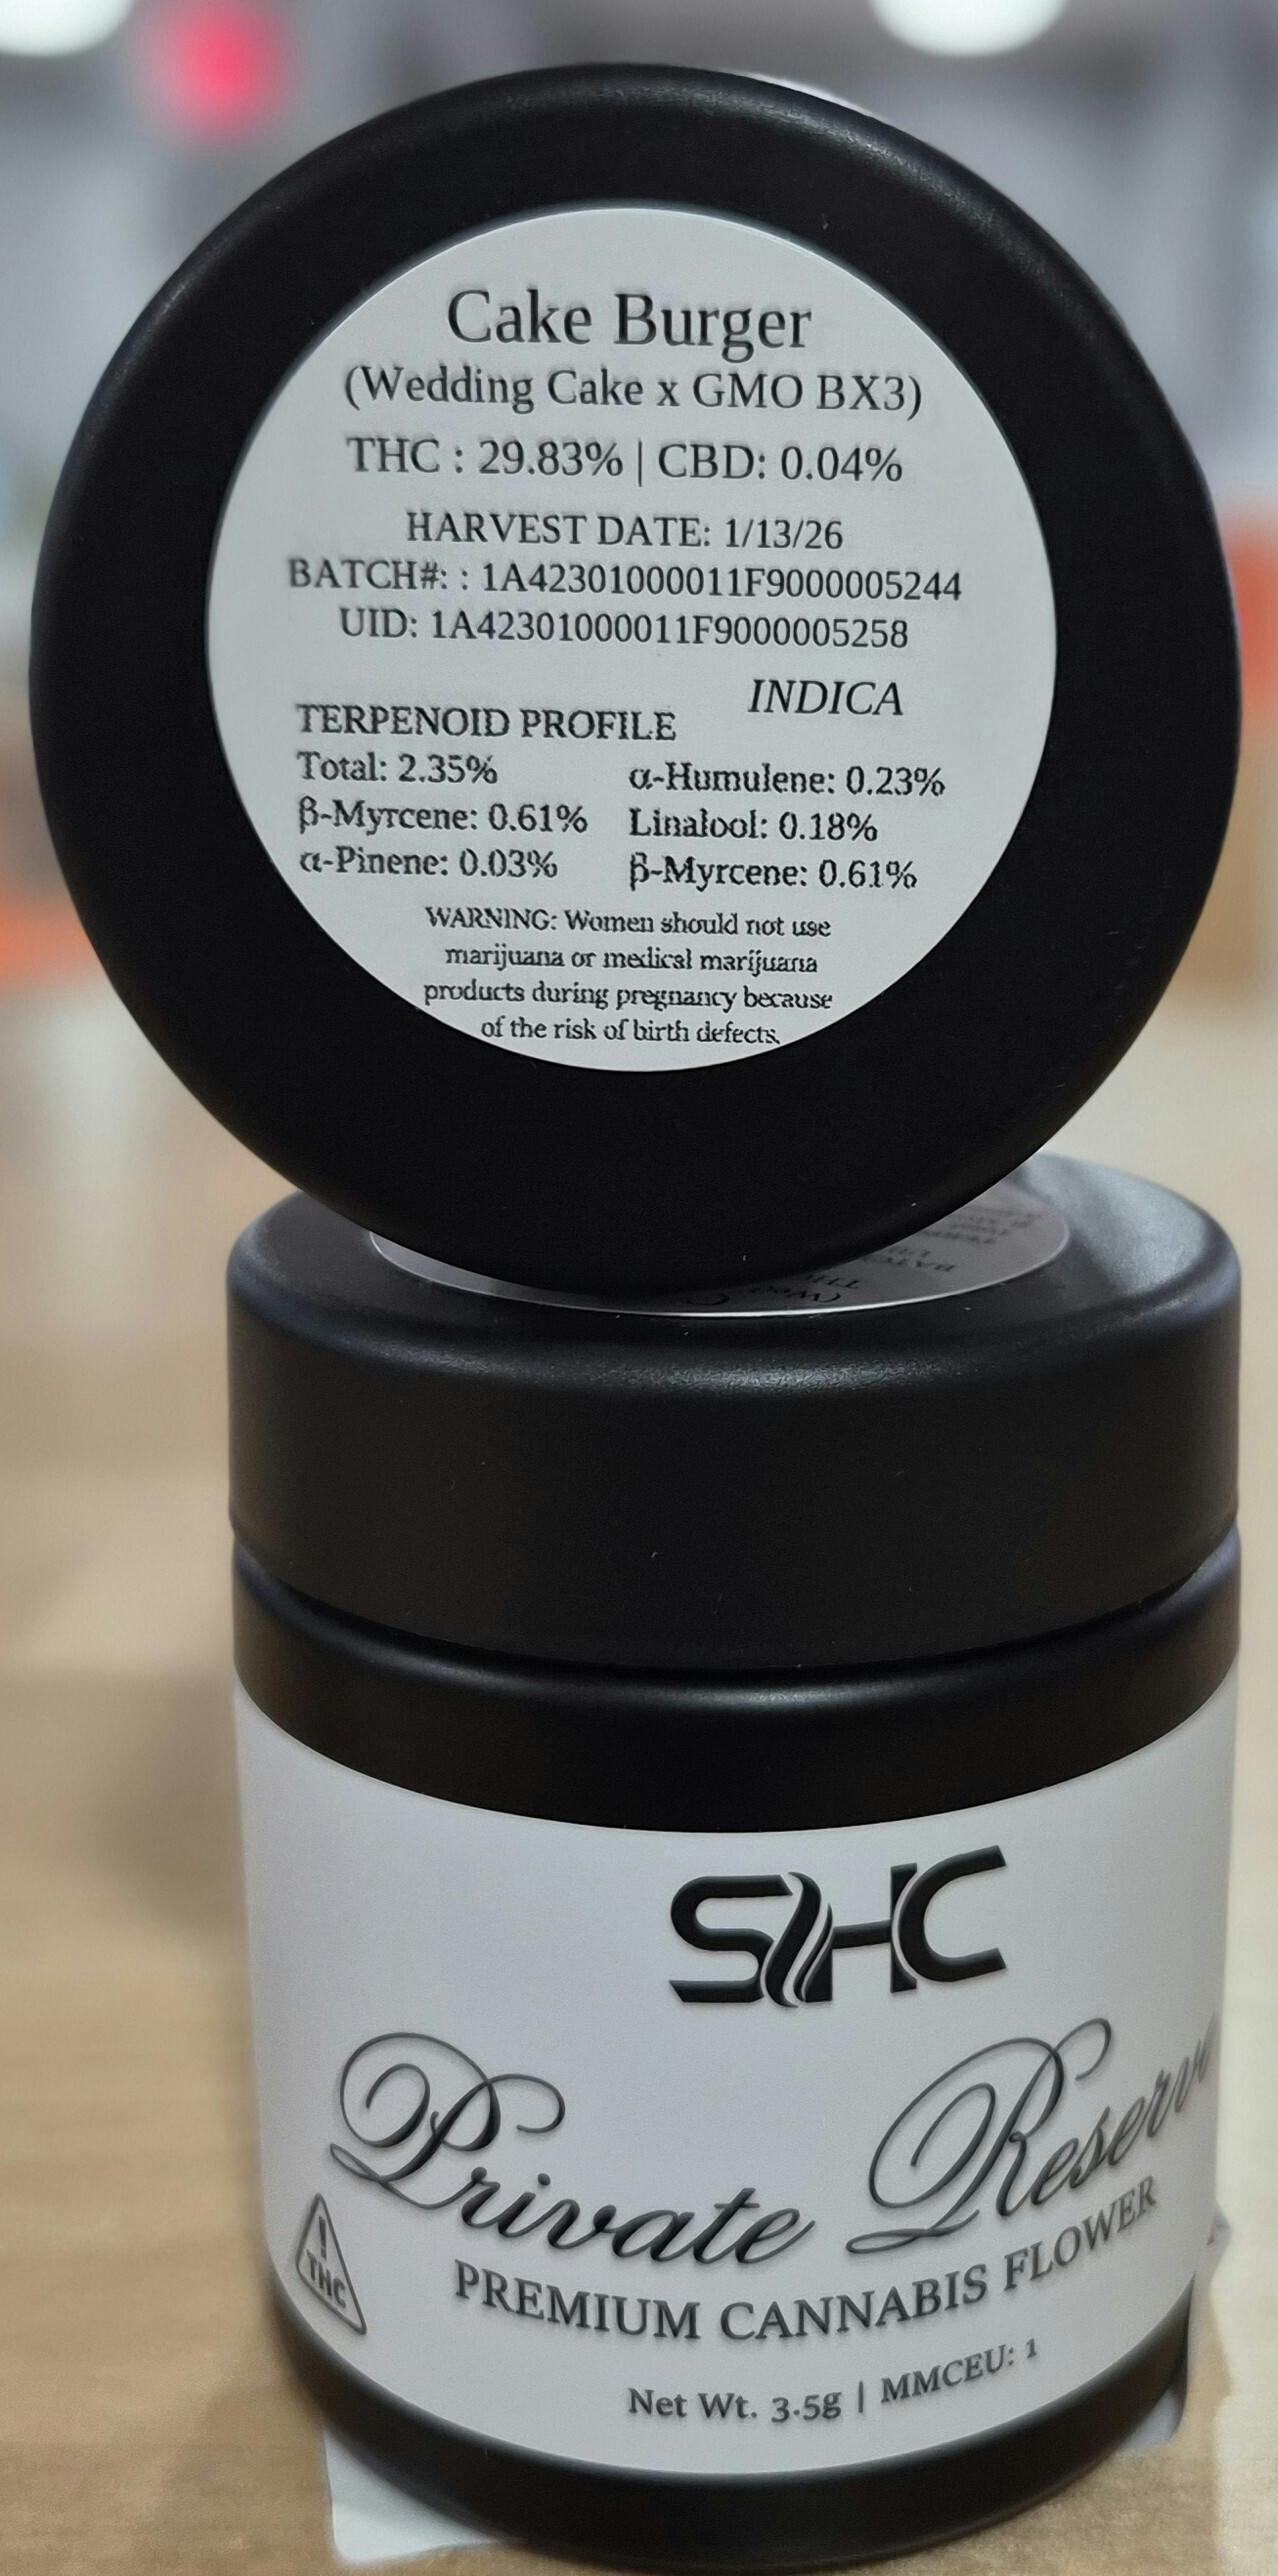 Cake Burger
(Wedding Cake x GMO BX3)
THC : 29.83% | CBD: 0.04%
HARVEST DATE: 1/13/26
BATCH#: : 1A42301000011F9000005244
UID: 1A42301000011F9000005258
INDICA
TERPENOID PROFILE
Total: 2.35%
β-Myrcene: 0.61%
α-Pinene: 0.03%
α-Humulene: 0.23%
Linalool: 0.18%
β-Myrcene: 0.61%
WARNING: Women should not use
marijuana or medical marijuana
products during pregnancy because
of the risk of birth defects.
SHC
Private Reserve
PREMIUM CANNABIS FLOWER
! THC
Net Wt. 3.5g | MMCEU: 1